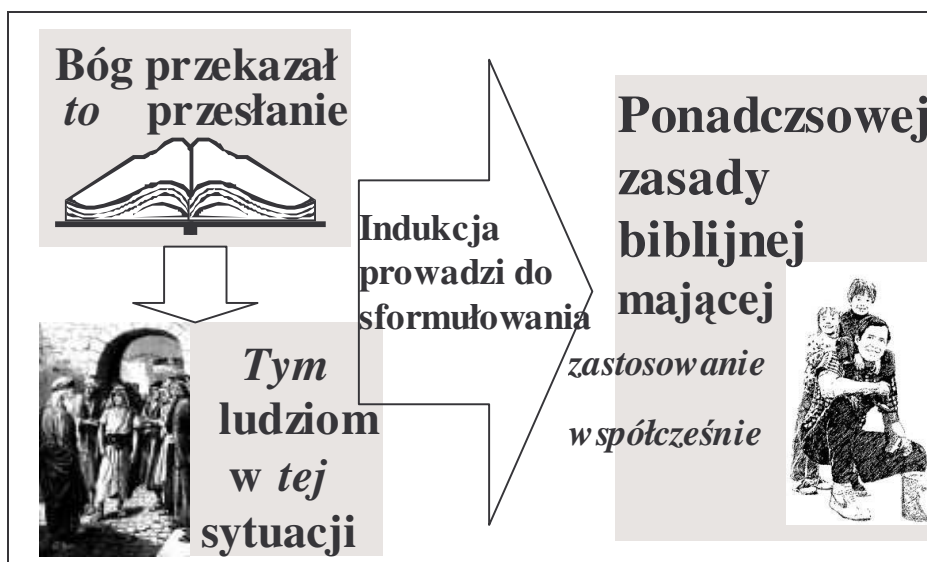 Bóg przekazał
to przesłanie
Tym
ludziom
w tej
sytuacji
Indukcja
prowadzi do
sformułowania
Ponadczsowej
zasady
biblijnej
mającej
zastosowanie
współcześnie